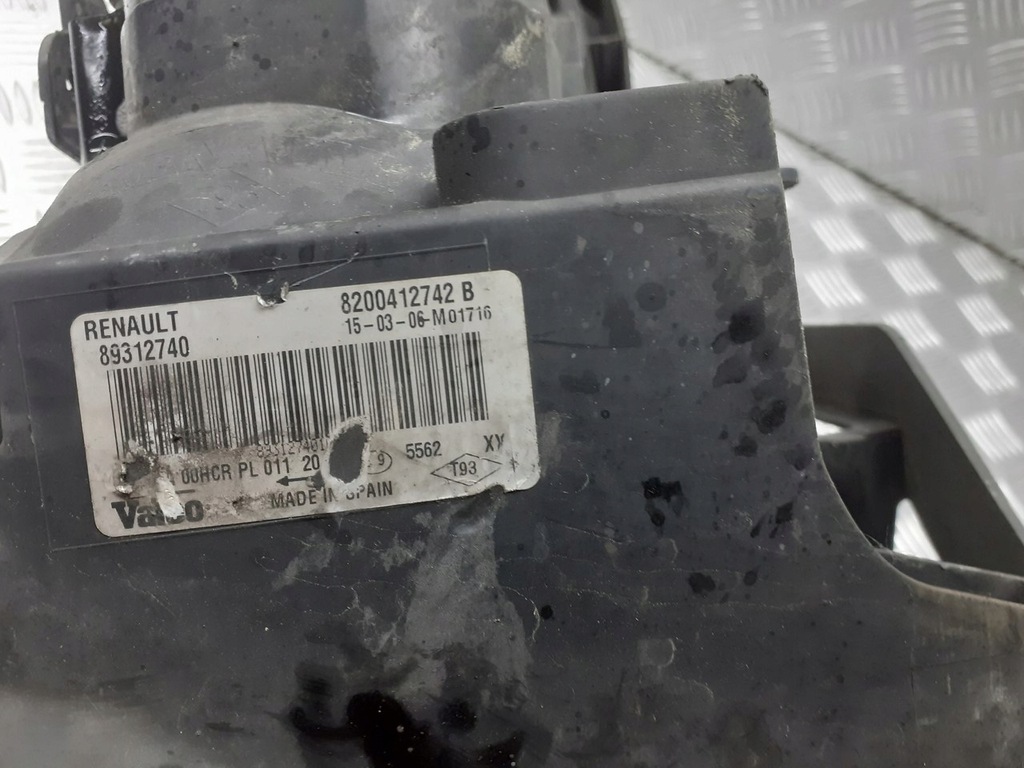 RENAULT
8200412742 B
89312740
15-03-06-M01716
00HCR PL 011 20
5562
XY
T93
MADE IN SPAIN
Valeo